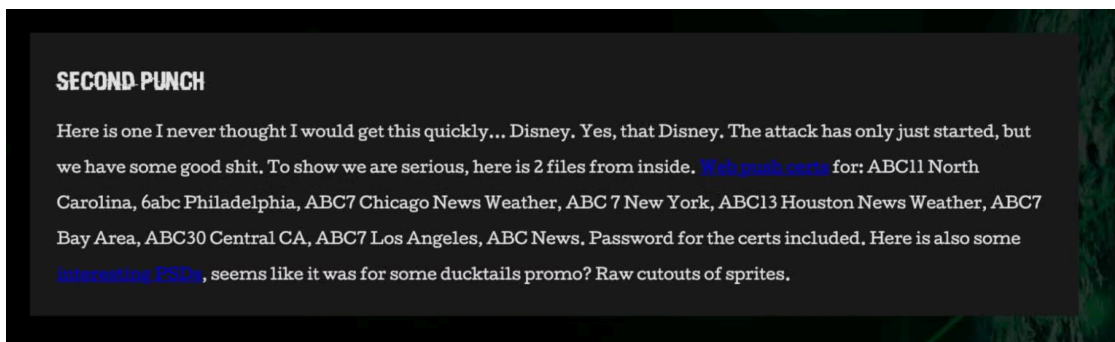 SECOND PUNCH
Here is one I never thought I would get this quickly... Disney. Yes, that Disney. The attack has only just started, but
we have some good shit. To show we are serious, here is 2 files from inside. Web push certs for: ABC11 North
Carolina, 6abc Philadelphia, ABC7 Chicago News Weather, ABC 7 New York, ABC13 Houston News Weather, ABC7
Bay Area, ABC30 Central CA, ABC7 Los Angeles, ABC News. Password for the certs included. Here is also some
interesting PSDs, seems like it was for some ducktails promo? Raw cutouts of sprites.